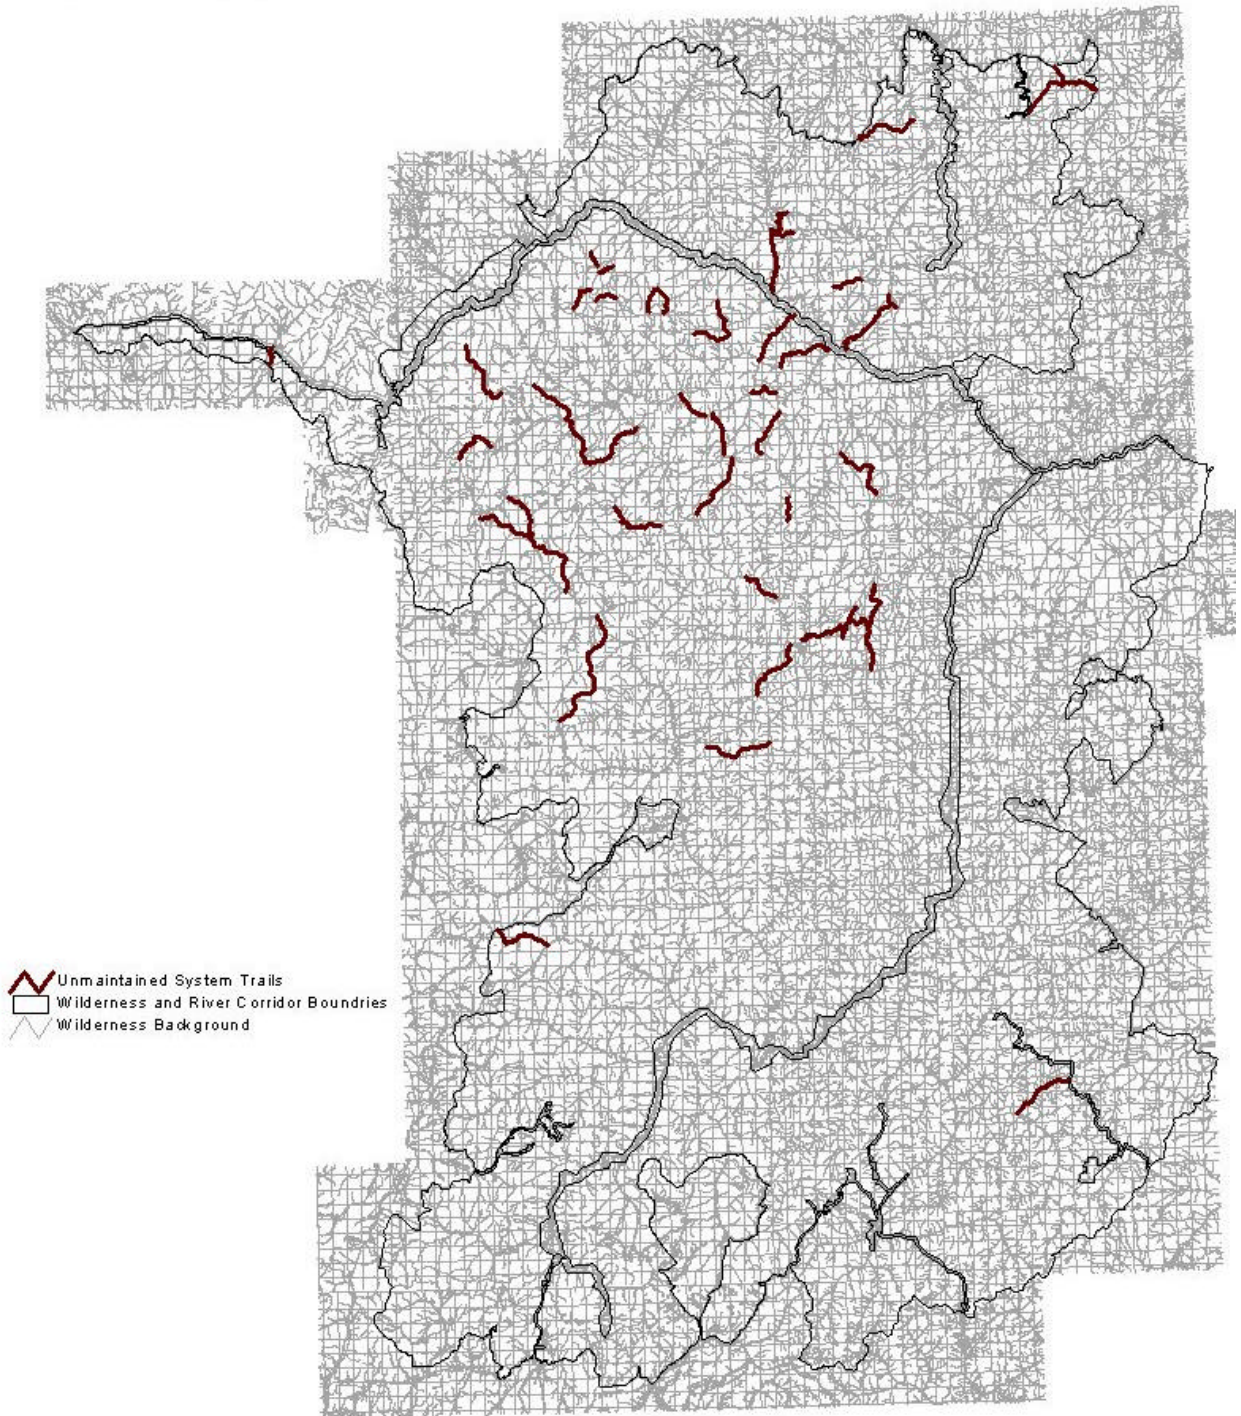 Unmaintained System Trails
Wilderness and River Corridor Boundries
Wilderness Background